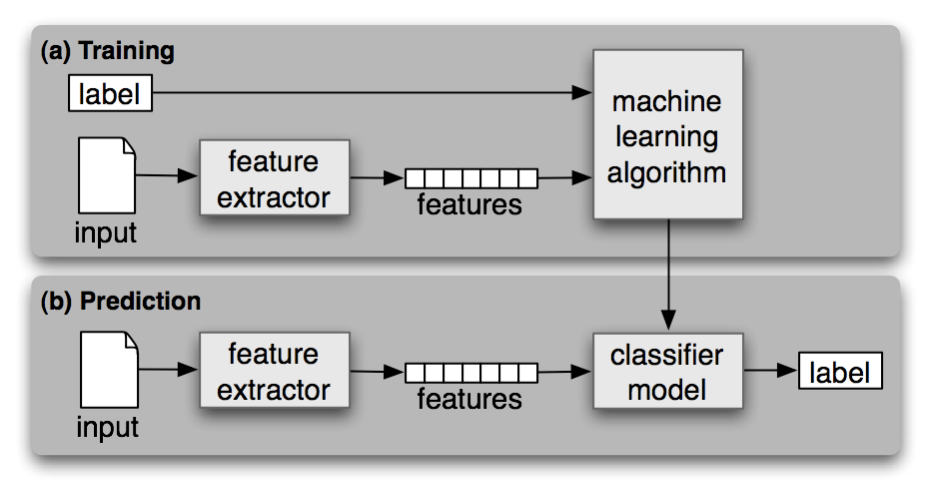 (a) Training
label
machine
learning
algorithm
feature
extractor
features
input
(b) Prediction
feature
extractor
features
input
classifier
model
label